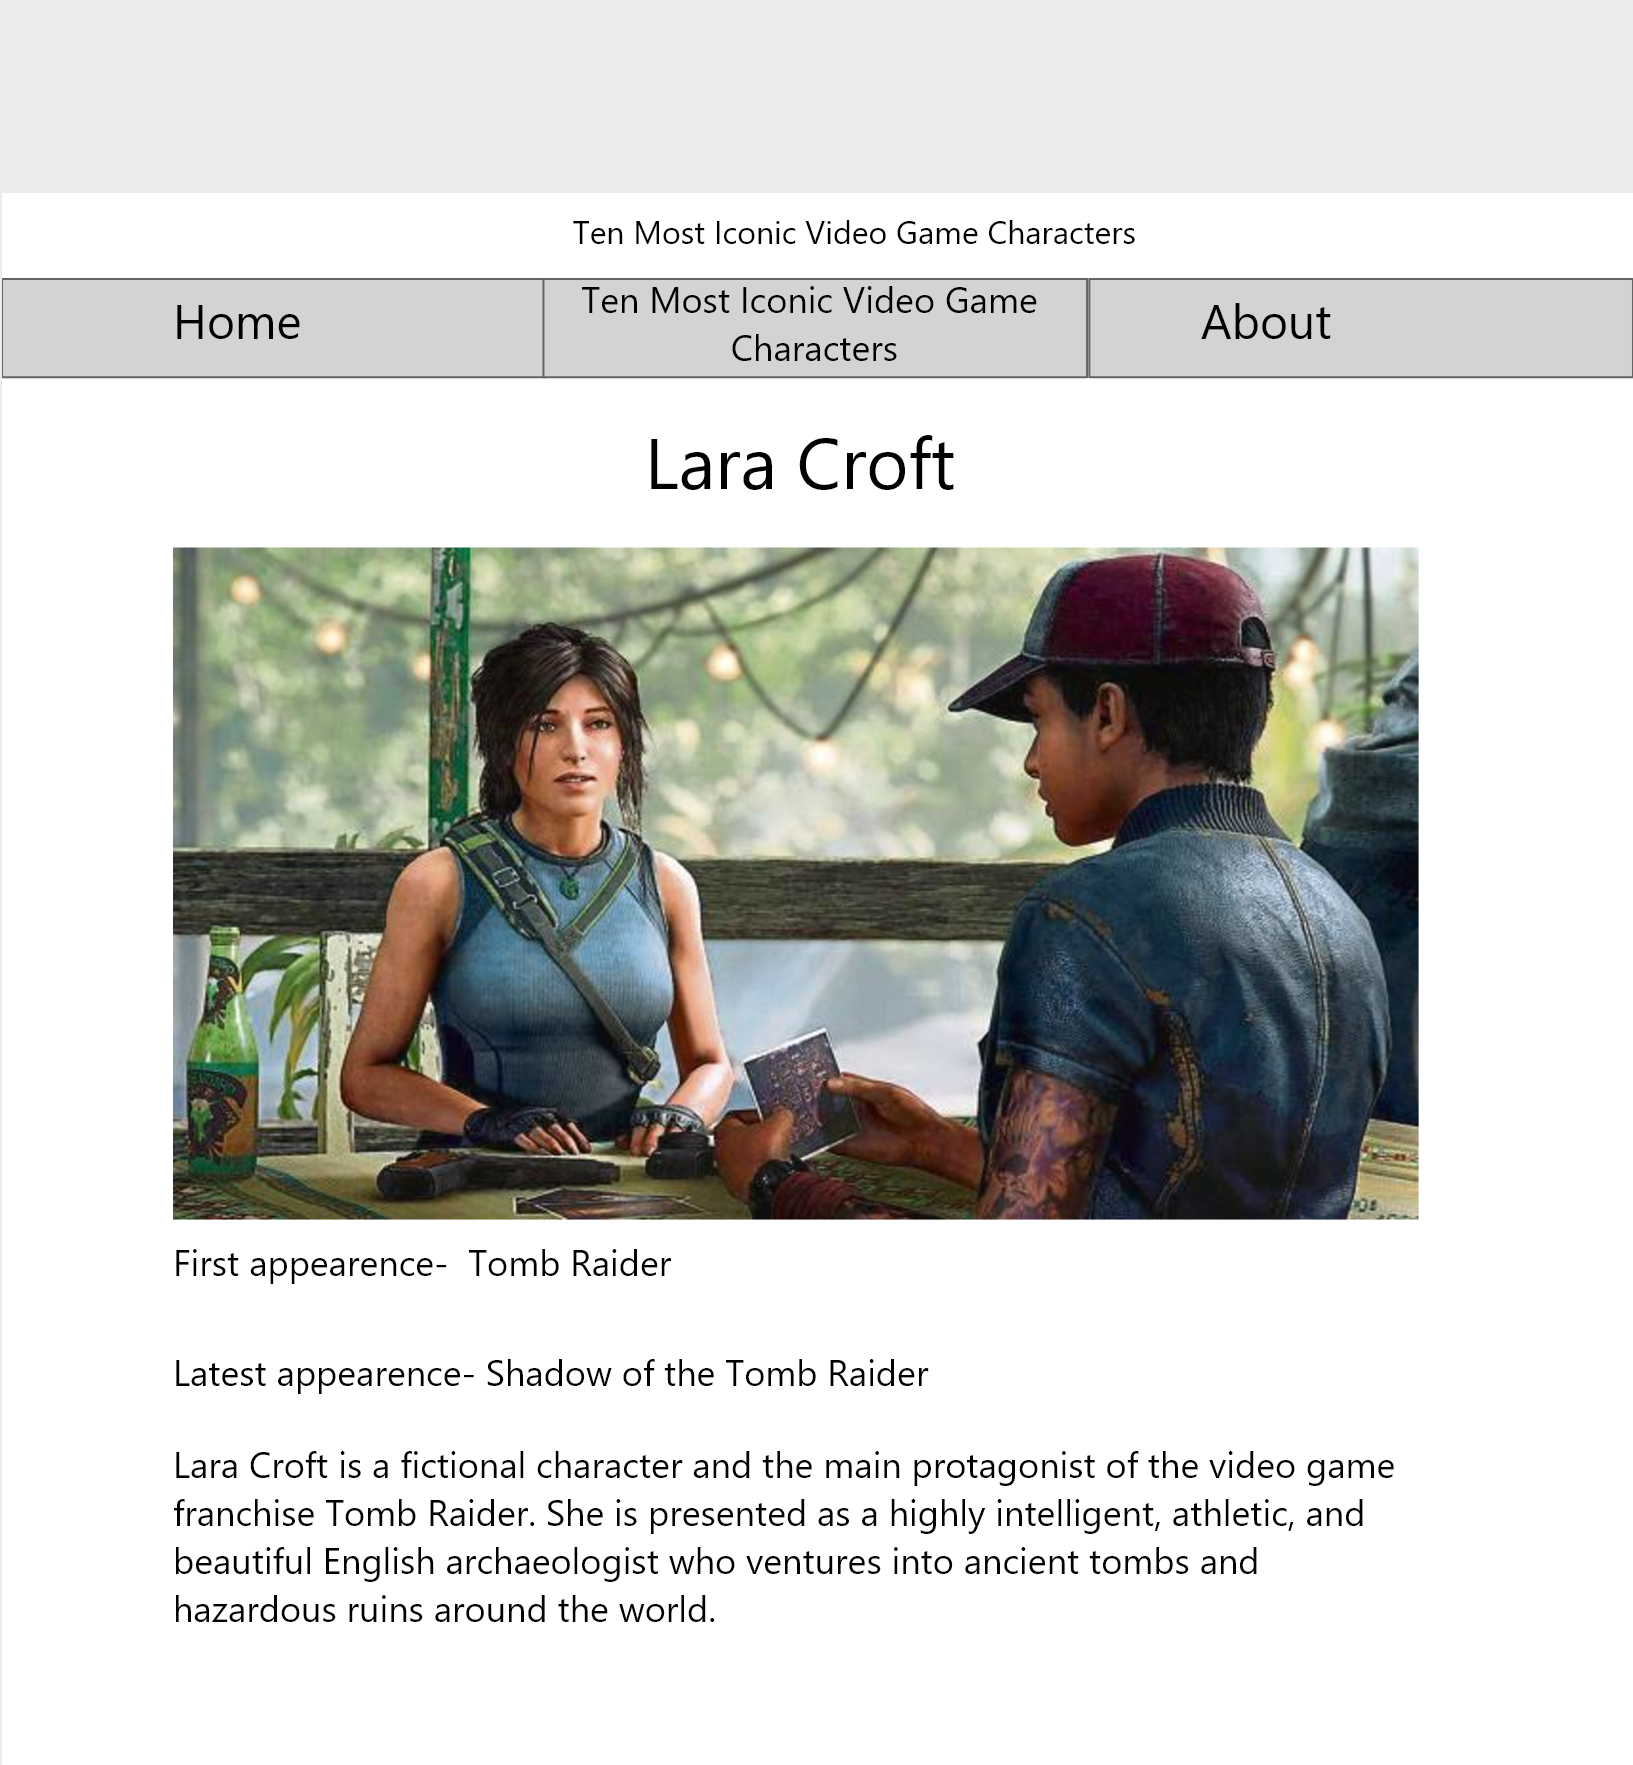 Ten Most Iconic Video Game Characters
Home
Ten Most Iconic Video Game
Characters
About
Lara Croft
First appearence-  Tomb Raider
Latest appearence- Shadow of the Tomb Raider
Lara Croft is a fictional character and the main protagonist of the video game
franchise Tomb Raider. She is presented as a highly intelligent, athletic, and
beautiful English archaeologist who ventures into ancient tombs and
hazardous ruins around the world.